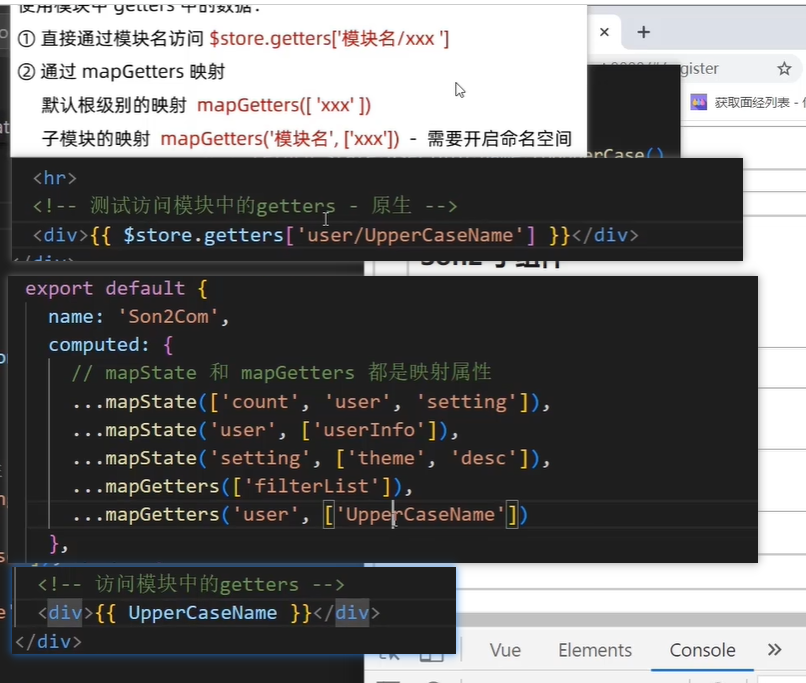 使用模块中 getters 中的数据：
① 直接通过模块名访问 $store.getters['模块名/xxx ']
② 通过 mapGetters 映射
默认根级别的映射 mapGetters([ 'xxx' ])
子模块的映射 mapGetters('模块名', ['xxx']) - 需要开启命名空间
获取面经列表 -
<hr>
<!-- 测试访问模块中的getters - 原生 -->
<div>{{ $store.getters['user/UpperCaseName'] }}</div>
export default {
name: 'Son2Com',
computed: {
// mapState 和 mapGetters 都是映射属性
...mapState(['count', 'user', 'setting']),
...mapState('user', ['userInfo']),
...mapState('setting', ['theme', 'desc']),
...mapGetters(['filterList']),
...mapGetters('user', ['UpperCaseName'])
},
<!-- 访问模块中的getters -->
<div>{{ UpperCaseName }}</div>
</div>
Vue Elements Console »